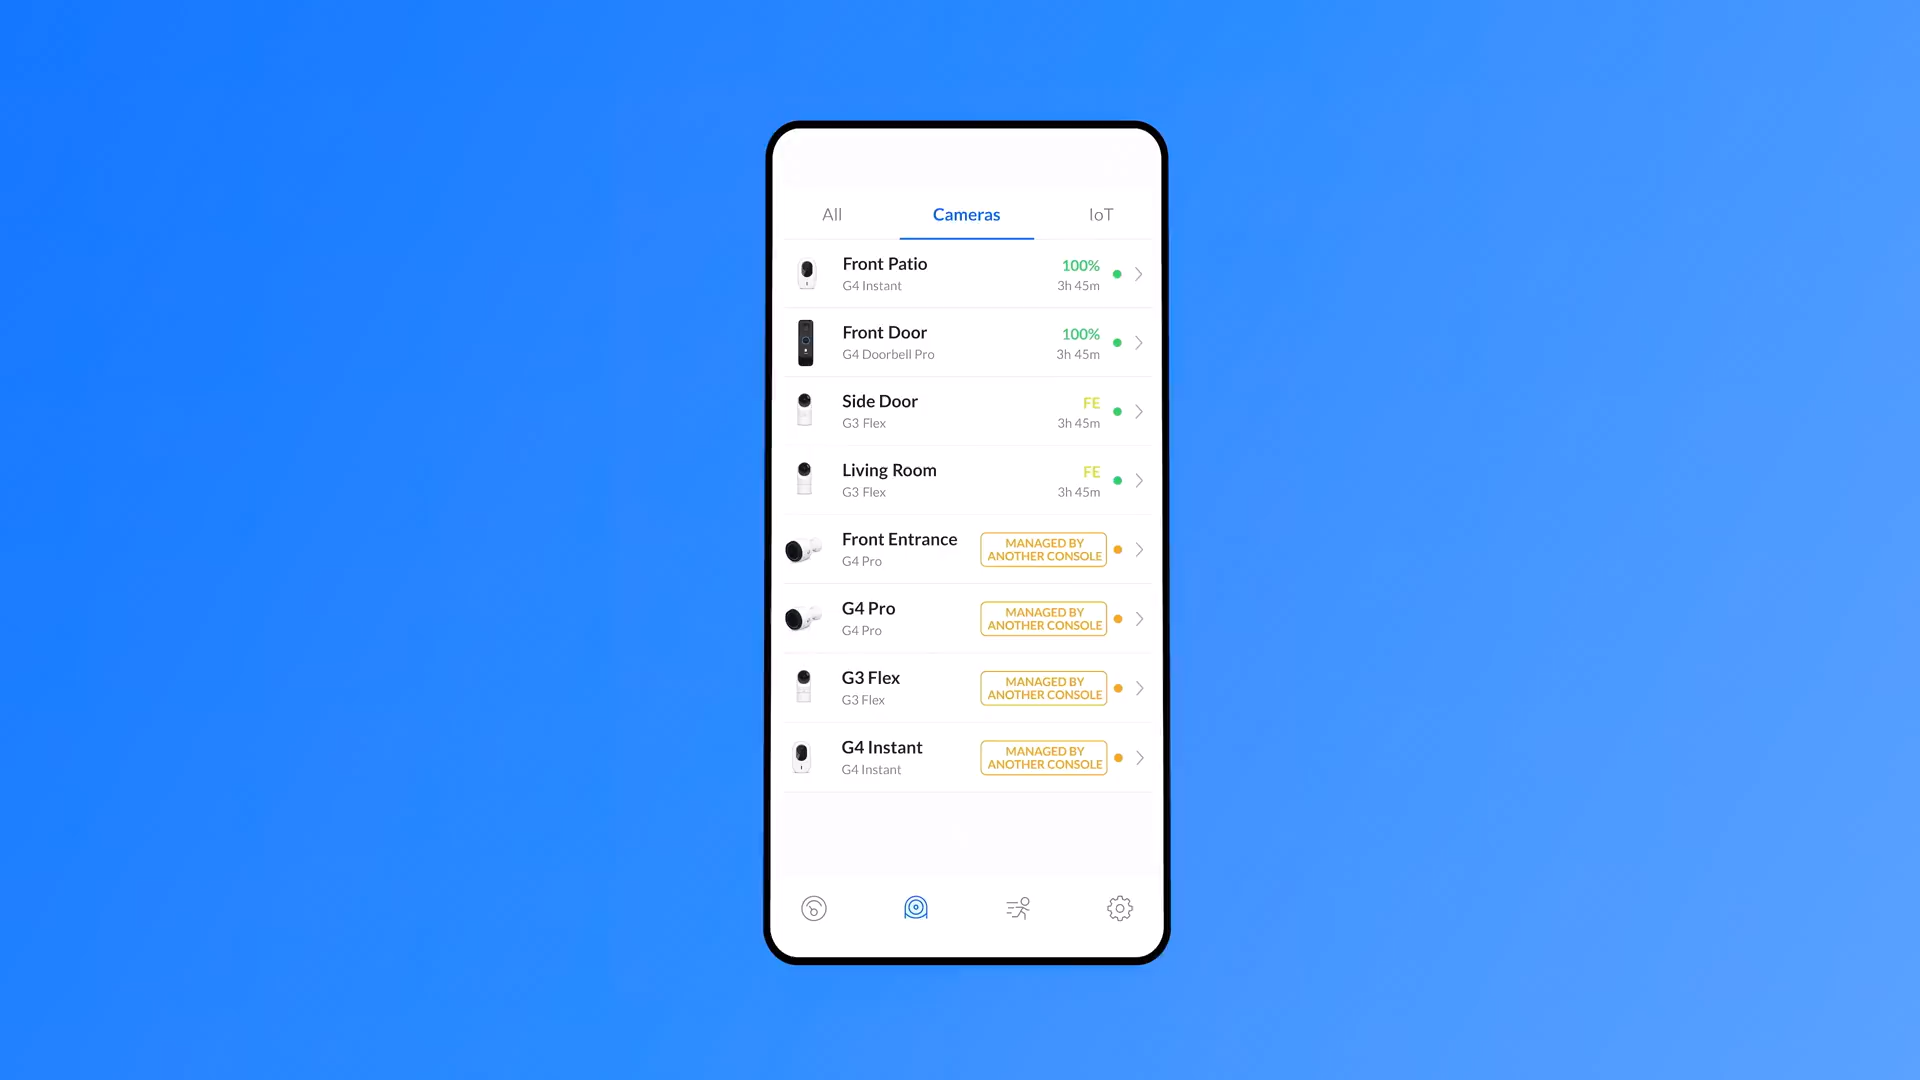 All Cameras IoT
Front Patio 100%
G4 Instant 3h 45m
Front Door 100%
G4 Doorbell Pro 3h 45m
Side Door FE
G3 Flex 3h 45m
Living Room FE
G3 Flex 3h 45m
Front Entrance
G4 Pro
MANAGED BY
ANOTHER CONSOLE
G4 Pro
G4 Pro
MANAGED BY
ANOTHER CONSOLE
G3 Flex
G3 Flex
MANAGED BY
ANOTHER CONSOLE
G4 Instant
G4 Instant
MANAGED BY
ANOTHER CONSOLE